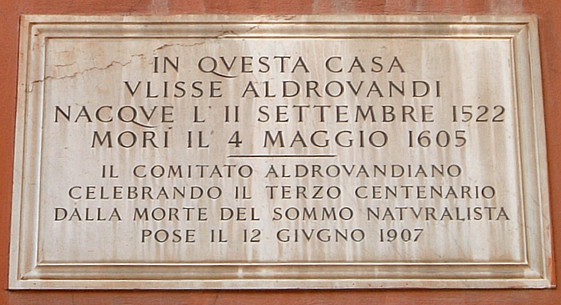 IN QVESTA CASA
VLISSE ALDROVANDI
NACQVE L'11 SETTEMBRE 1522
MORI IL 4 MAGGIO 1605
IL COMITATO ALDROVANDIANO
CELEBRANDO IL TERZO CENTENARIO
DALLA MORTE DEL SOMMO NATVRALISTA
POSE IL 12 GIVGNO 1907